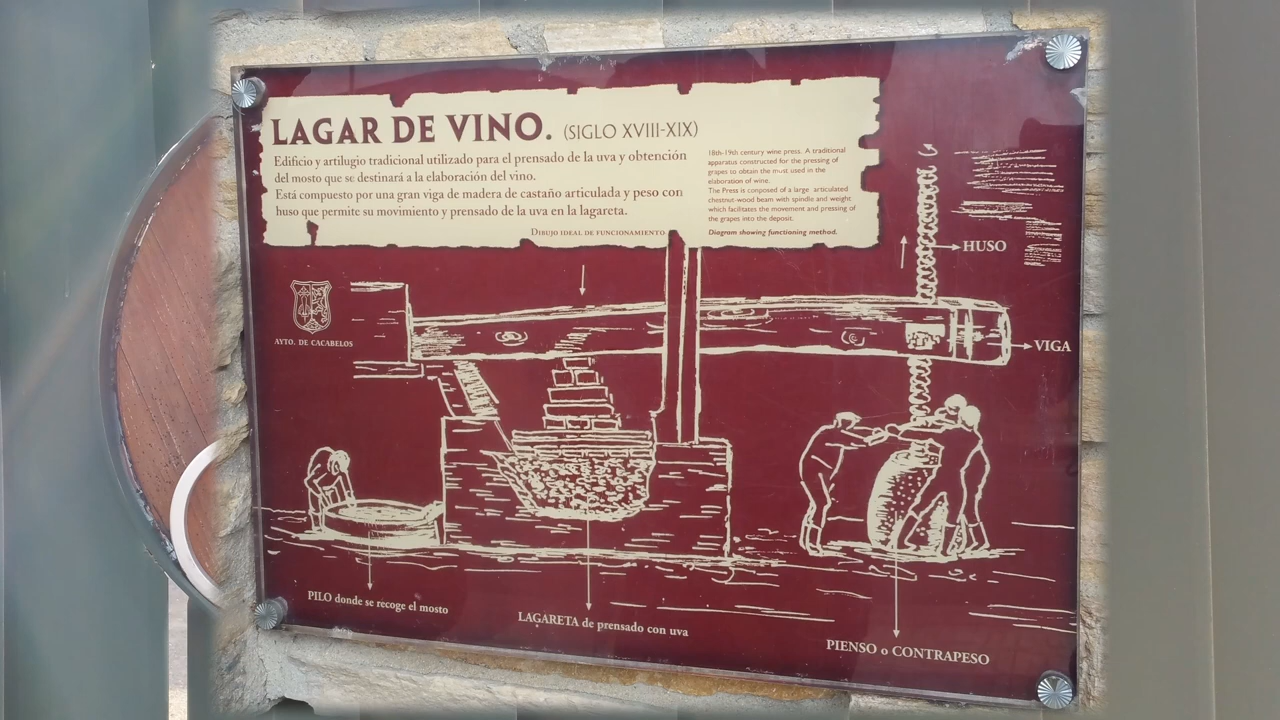 LAGAR DE VINO. (SIGLO XVIII-XIX)
Edificio y artilugio tradicional utilizado para el prensado de la uva y obtención
del mosto que se destinará a la elaboración del vino.
Está compuesto por una gran viga de madera de castaño articulada y peso con
huso que permite su movimiento y prensado de la uva en la lagareta.
DIBUJO IDEAL DE FUNCIONAMIENTO
18th-19th century wine press. A traditional
apparatus constructed for the pressing of
grapes to obtain the must used in the
elaboration of wine.
The Press is composed of a large articulated
chestnut-wood beam with spindle and weight
which facilitates the movement and pressing of
the grapes into the deposit.
Diagram showing functioning method.
HUSO
AYTO. DE CACABELOS
VIGA
PILO donde se recoge el mosto
LAGARETA de prensado con uva
PIENSO o CONTRAPESO